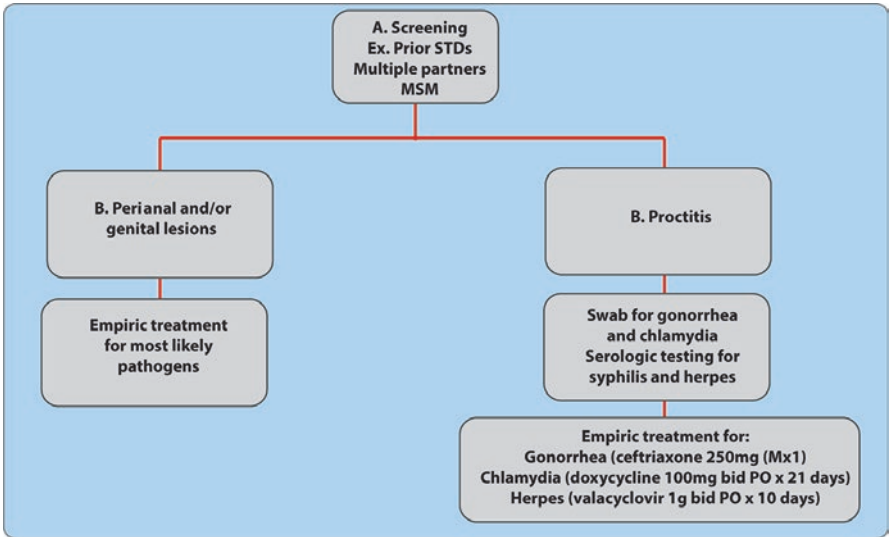 A. Screening
Ex. Prior STDs
Multiple partners
MSM
B. Perianal and/or
genital lesions
Empiric treatment
for most likely
pathogens
B. Proctitis
Swab for gonorrhea
and chlamydia
Serologic testing for
syphilis and herpes
Empiric treatment for:
Gonorrhea (ceftriaxone 250mg (Mx1)
Chlamydia (doxycycline 100mg bid PO x 21 days)
Herpes (valacyclovir 1g bid PO x 10 days)